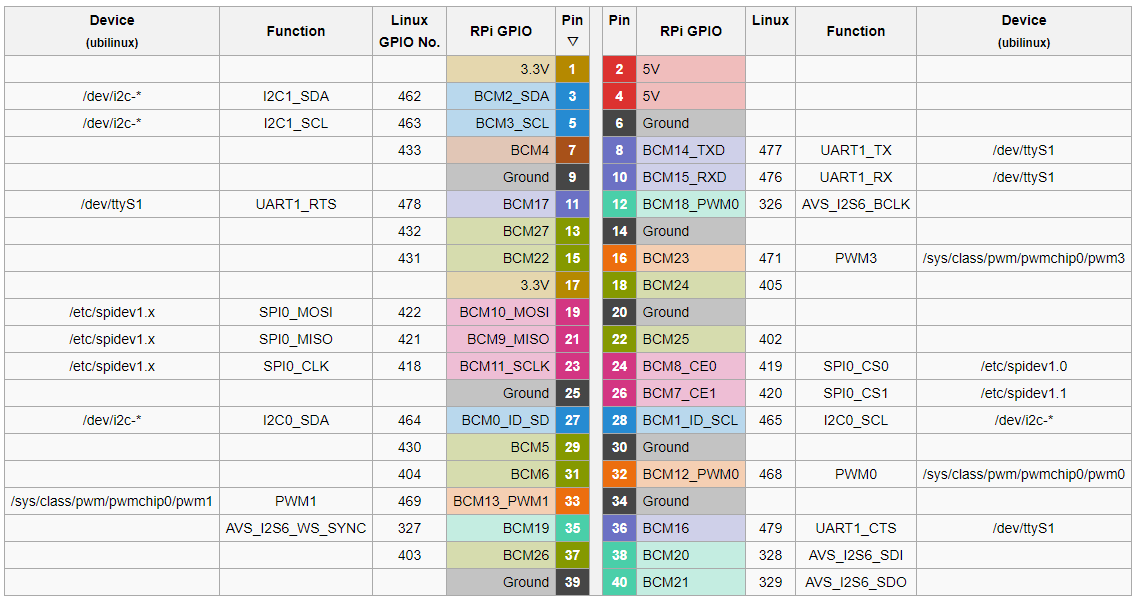 Device (ubilinux) Function Linux GPIO No. RPi GPIO Pin ▽ Pin RPi GPIO Linux Function Device (ubilinux)
3.3V 1 2 5V
/dev/i2c-* I2C1_SDA 462 BCM2_SDA 3 4 5V
/dev/i2c-* I2C1_SCL 463 BCM3_SCL 5 6 Ground
433 BCM4 7 8 BCM14_TXD 477 UART1_TX /dev/ttyS1
Ground 9 10 BCM15_RXD 476 UART1_RX /dev/ttyS1
/dev/ttyS1 UART1_RTS 478 BCM17 11 12 BCM18_PWM0 326 AVS_I2S6_BCLK
432 BCM27 13 14 Ground
431 BCM22 15 16 BCM23 471 PWM3 /sys/class/pwm/pwmchip0/pwm3
3.3V 17 18 BCM24 405
/etc/spidev1.x SPI0_MOSI 422 BCM10_MOSI 19 20 Ground
/etc/spidev1.x SPI0_MISO 421 BCM9_MISO 21 22 BCM25 402
/etc/spidev1.x SPI0_CLK 418 BCM11_SCLK 23 24 BCM8_CE0 419 SPI0_CS0 /etc/spidev1.0
Ground 25 26 BCM7_CE1 420 SPI0_CS1 /etc/spidev1.1
/dev/i2c-* I2C0_SDA 464 BCM0_ID_SD 27 28 BCM1_ID_SCL 465 I2C0_SCL /dev/i2c-*
430 BCM5 29 30 Ground
404 BCM6 31 32 BCM12_PWM0 468 PWM0 /sys/class/pwm/pwmchip0/pwm0
/sys/class/pwm/pwmchip0/pwm1 PWM1 469 BCM13_PWM1 33 34 Ground
AVS_I2S6_WS_SYNC 327 BCM19 35 36 BCM16 479 UART1_CTS /dev/ttyS1
403 BCM26 37 38 BCM20 328 AVS_I2S6_SDI
Ground 39 40 BCM21 329 AVS_I2S6_SDO